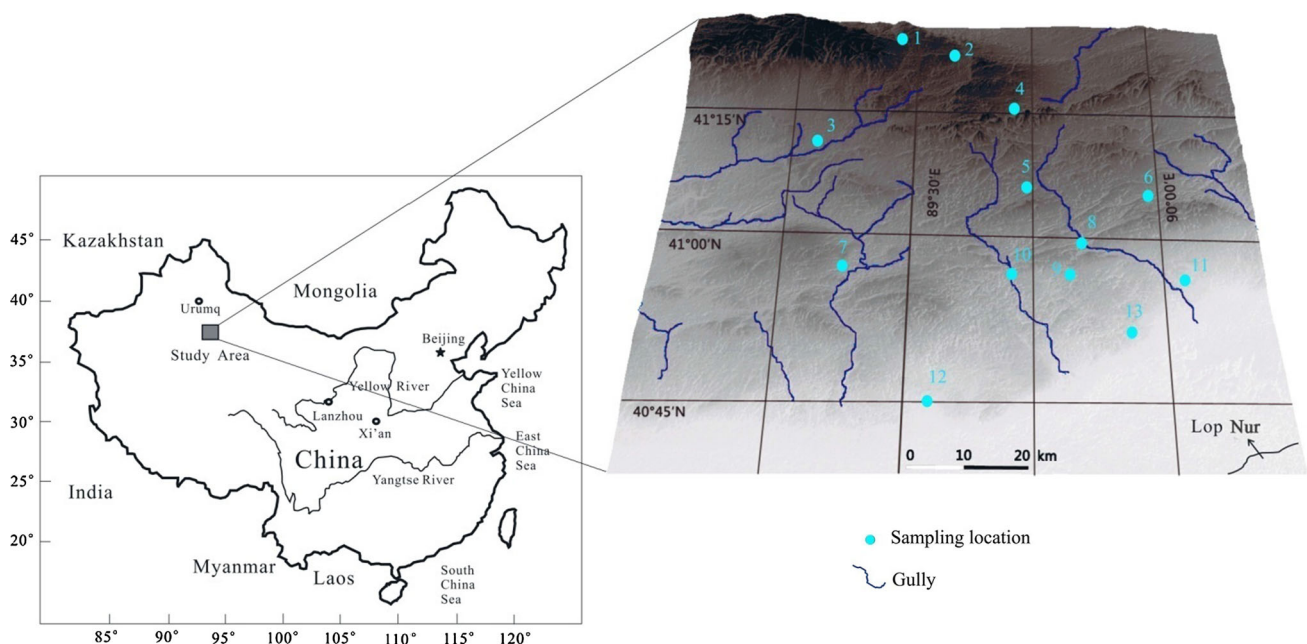 45°
40°
35°
30°
25°
20°
85°
90°
95°
100°
105°
110°
115°
120°
Kazakhstan
Mongolia
Urumq
Study Area
Beijing
Yellow River
Yellow
China
Sea
Lanzhou
Xi'an
East
China
Sea
China
Yangtse River
India
Myanmar
Laos
South
China
Sea
1
2
4
41°15'N
3
5
6
89°30'E
90°00'E
41°00'N
8
7
10
9
11
13
12
40°45'N
Lop Nur
0 10 20 km
Sampling location
Gully